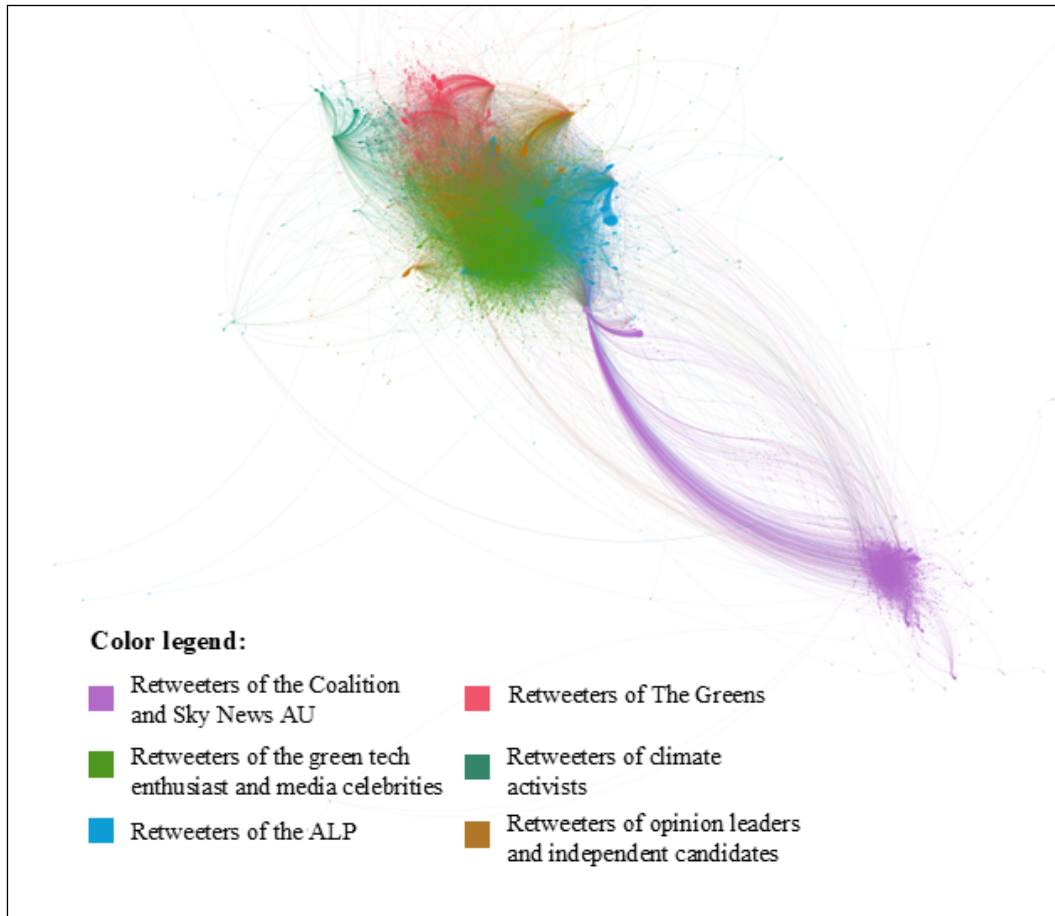 Color legend:
Retweeters of the Coalition
and Sky News AU
Retweeters of the green tech
enthusiast and media celebrities
Retweeters of the ALP
Retweeters of The Greens
Retweeters of climate
activists
Retweeters of opinion leaders
and independent candidates